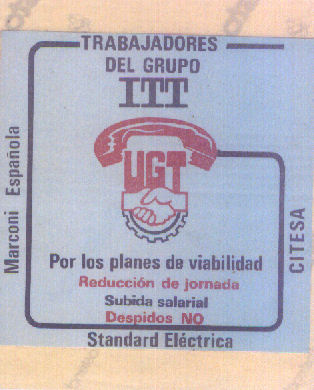 TRABAJADORES
DEL GRUPO
ITT
UGT
Marconi Española
CITESA
Por los planes de viabilidad
Reducción de jornada
Subida salarial
Despidos NO
Standard Eléctrica